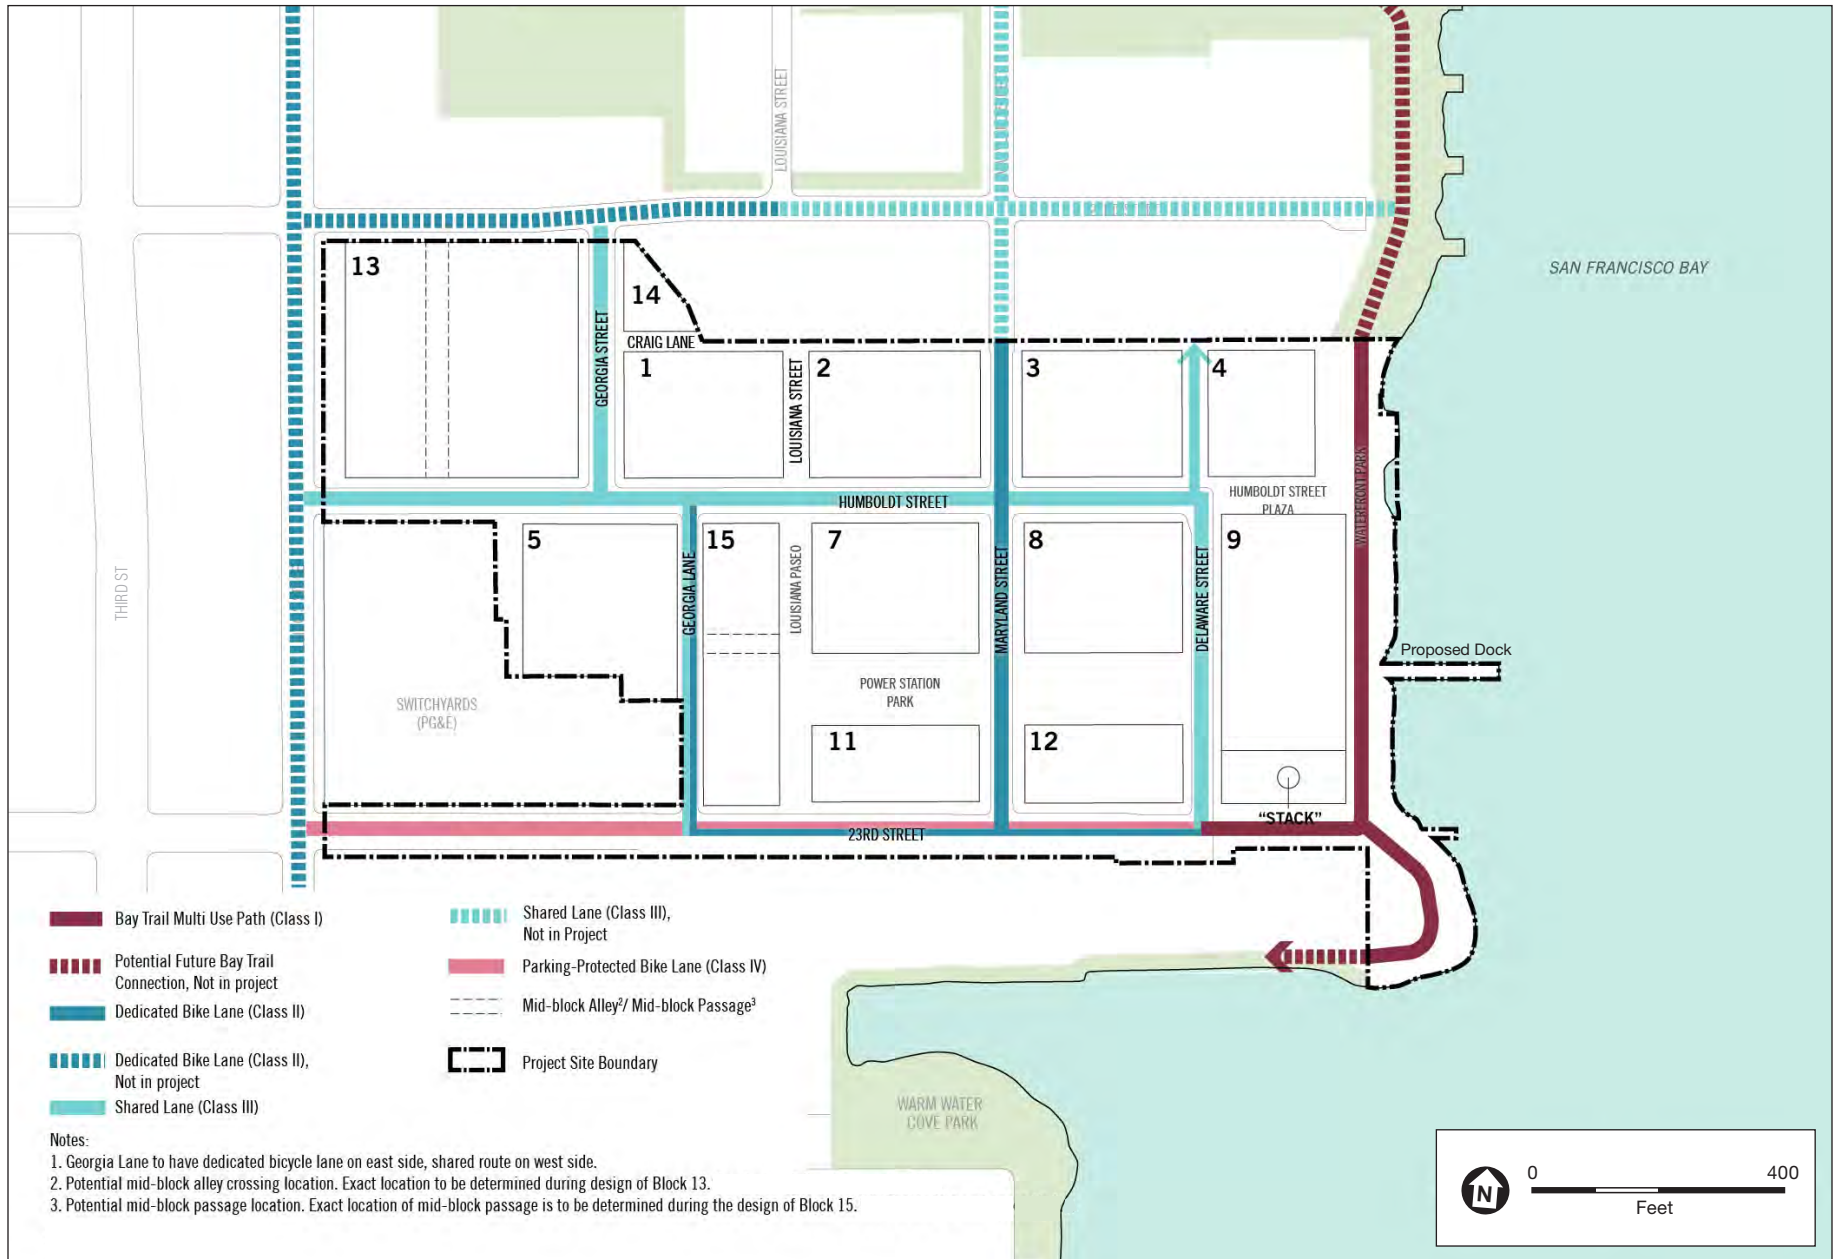 LOUISIANA STREET
SAN FRANCISCO BAY
13
14
GEORGIA STREET
CRAIG LANE
1
LOUISIANA STREET
2
3
4
WATERFRONT PARK
HUMBOLDT STREET
HUMBOLDT STREET
PLAZA
THIRD ST
5
GEORGIA LANE
15
LOUISIANA PASEO
7
MARYLAND STREET
8
DELAWARE STREET
9
Proposed Dock
SWITCHYARDS
(PG&E)
POWER STATION
PARK
11
12
"STACK"
23RD STREET
Bay Trail Multi Use Path (Class I)
Potential Future Bay Trail
Connection, Not in project
Dedicated Bike Lane (Class II)
Dedicated Bike Lane (Class II),
Not in project
Shared Lane (Class III)
Shared Lane (Class III),
Not in Project
Parking-Protected Bike Lane (Class IV)
Mid-block Alley²/ Mid-block Passage³
Project Site Boundary
WARM WATER
COVE PARK
Notes:
1. Georgia Lane to have dedicated bicycle lane on east side, shared route on west side.
2. Potential mid-block alley crossing location. Exact location to be determined during design of Block 13.
3. Potential mid-block passage location. Exact location of mid-block passage is to be determined during the design of Block 15.
N
0 400
Feet